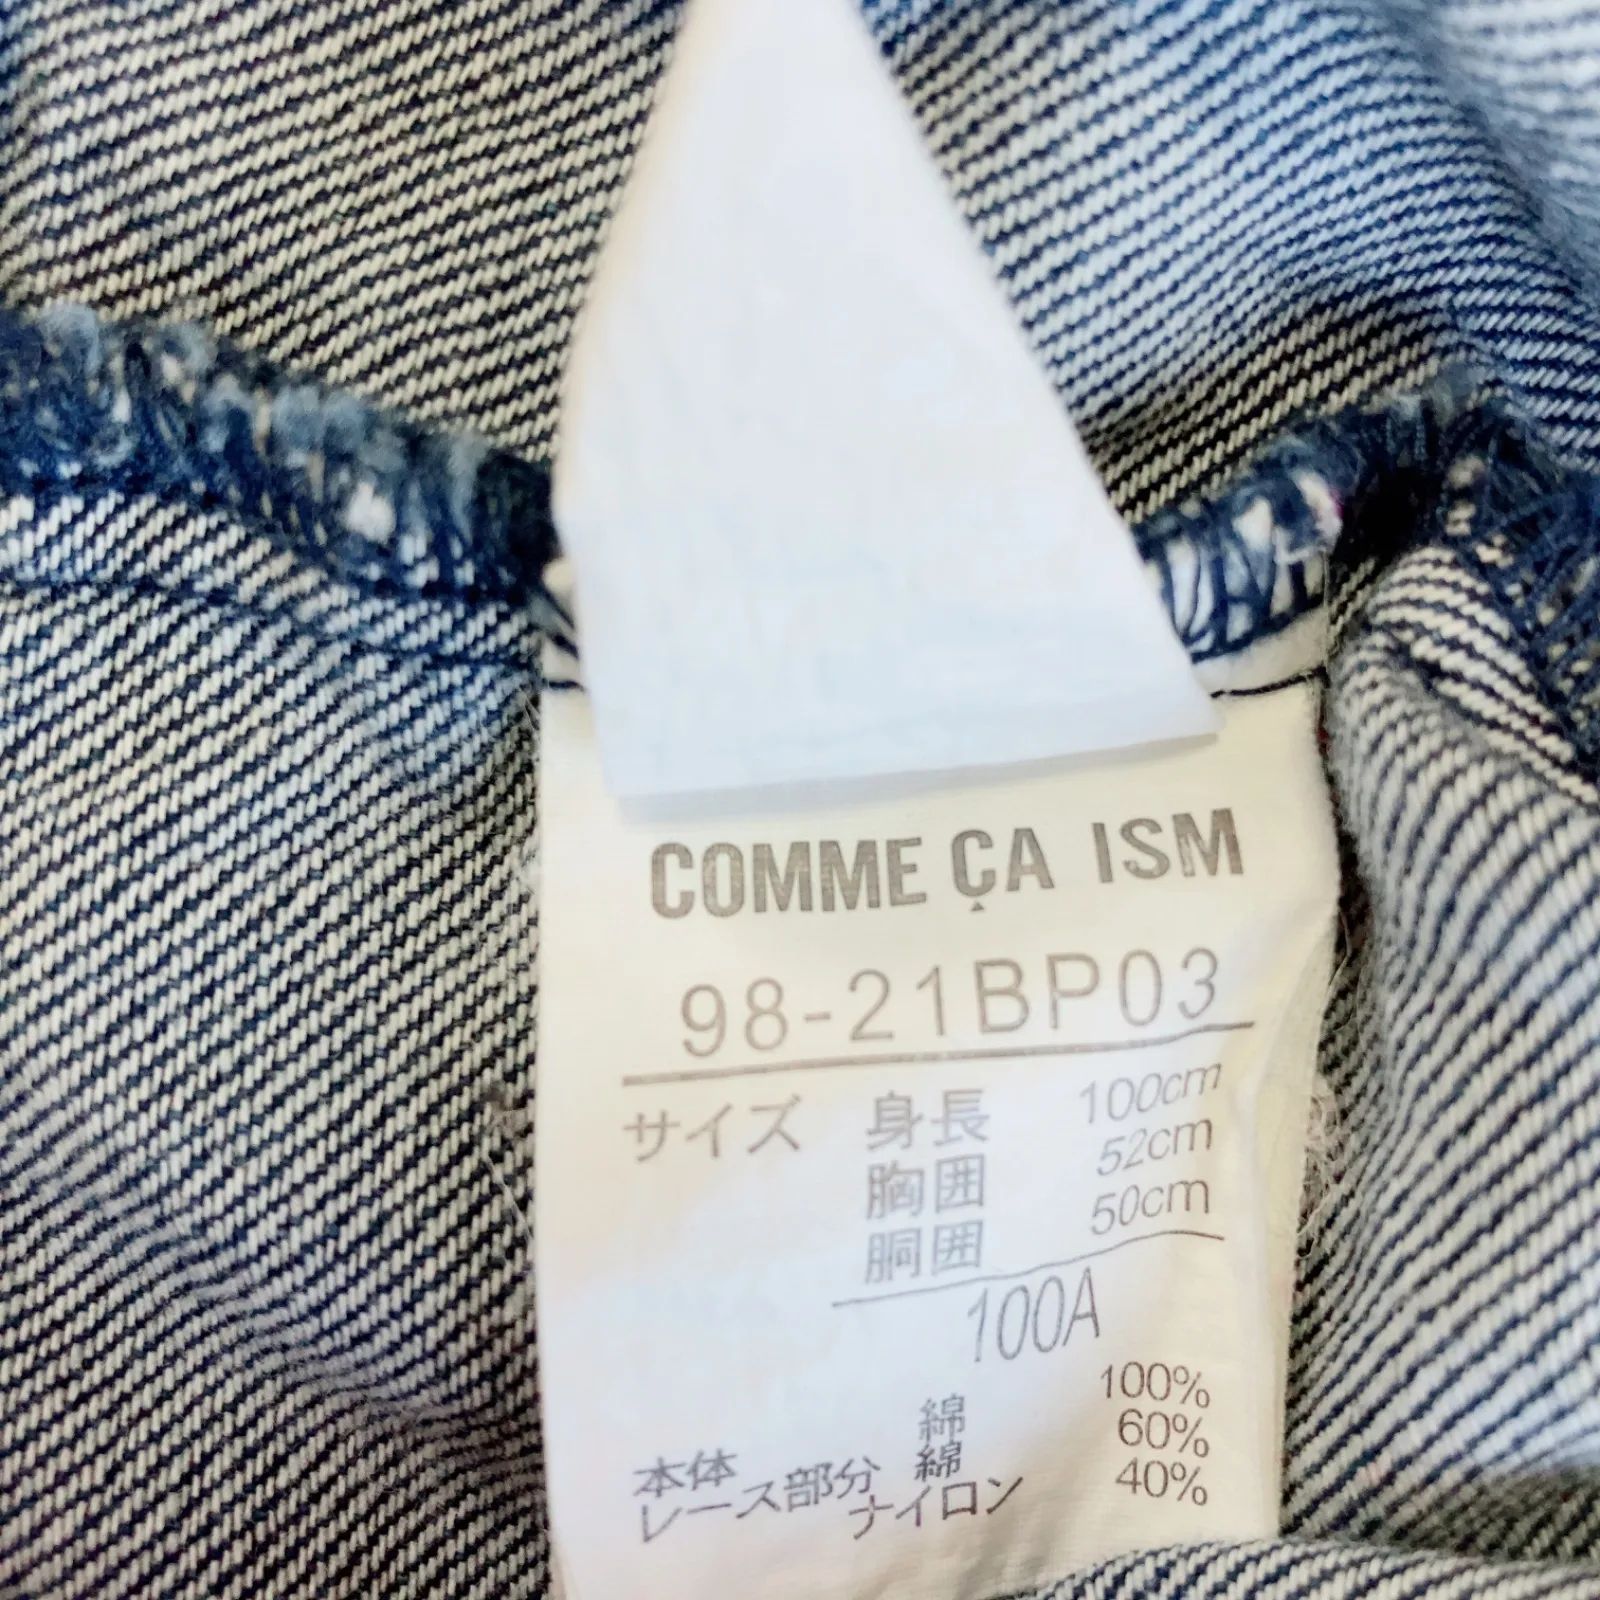 COMME ÇA ISM
98-21BP03
サイズ 身長 100cm
胸囲 52cm
胴囲 50cm
100A
本体 綿 100%
レース部分 綿 60%
ナイロン 40%